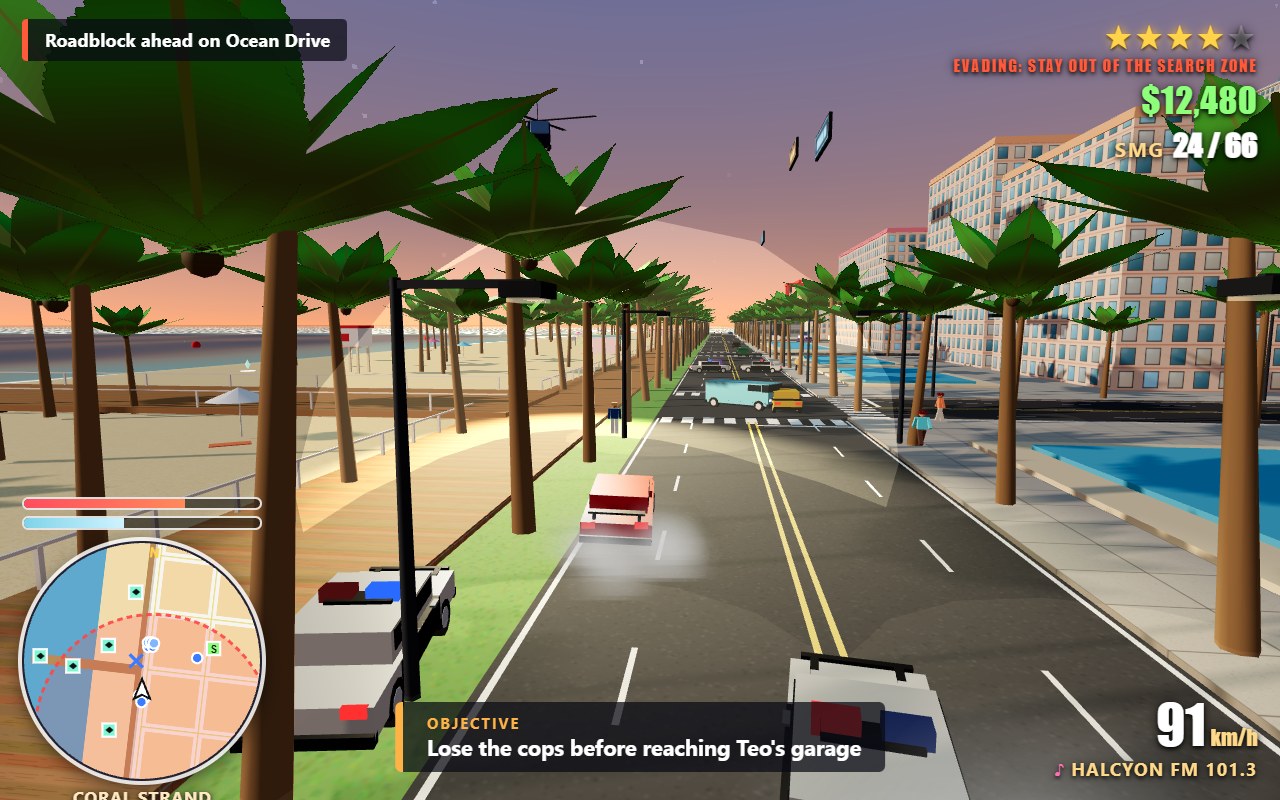 Roadblock ahead on Ocean Drive
EVADING: STAY OUT OF THE SEARCH ZONE
$12,480
SMG 24 / 66
N
S
CORAL STRAND
OBJECTIVE
Lose the cops before reaching Teo's garage
91 km/h
HALCYON FM 101.3